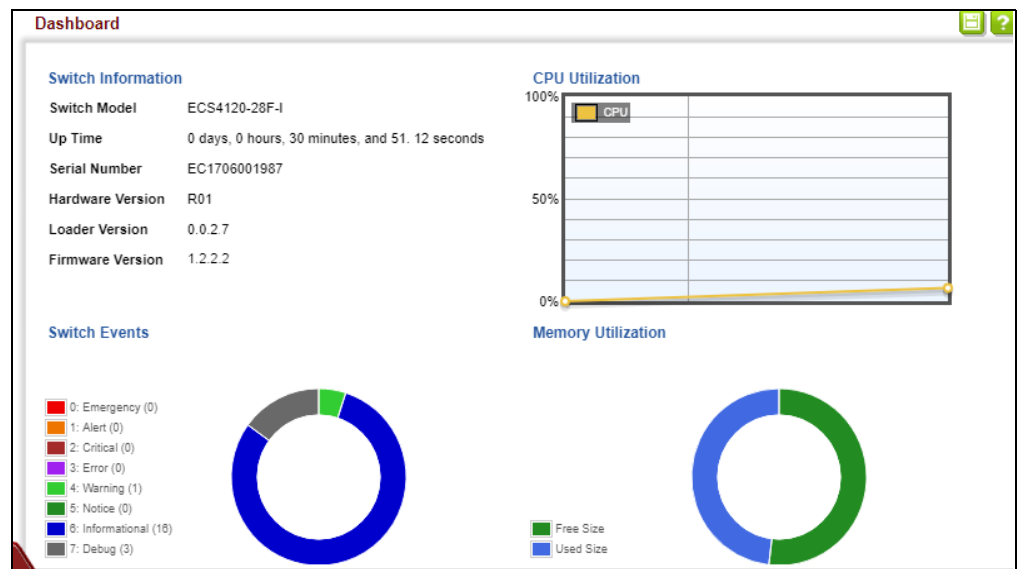 Dashboard
?
Switch Information
Switch Model ECS4120-28F-I
Up Time 0 days, 0 hours, 30 minutes, and 51. 12 seconds
Serial Number EC1706001987
Hardware Version R01
Loader Version 0.0.2.7
Firmware Version 1.2.2.2
CPU Utilization
100%
CPU
50%
0%
Switch Events
0: Emergency (0)
1: Alert (0)
2: Critical (0)
3: Error (0)
4: Warning (1)
5: Notice (0)
6: Informational (16)
7: Debug (3)
Memory Utilization
Free Size
Used Size